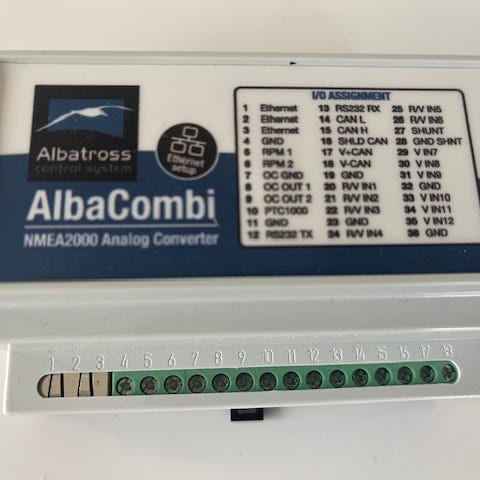 I/O ASSIGNMENT
1 Ethernet 13 RS232 RX 25 R/V IN5
2 Ethernet 14 CAN L 26 R/V IN6
3 Ethernet 15 CAN H 27 SHUNT
4 GND 16 SHLD CAN 28 GND SHNT
5 RPM 1 17 V+CAN 29 V IN7
6 RPM 2 18 V-CAN 30 V IN8
7 OC GND 19 GND 31 V IN9
8 OC OUT 1 20 R/V IN1 32 GND
9 OC OUT 2 21 R/V IN2 33 V IN10
10 PTC1000 22 R/V IN3 34 V IN11
11 GND 23 GND 35 V IN12
12 RS232 TX 24 R/V IN4 36 GND
Albatross
control system
Ethernet
setup
AlbaCombi
NMEA2000 Analog Converter
1 2 3 4 5 6 7 8 9 10 11 12 13 14 15 16 17 18